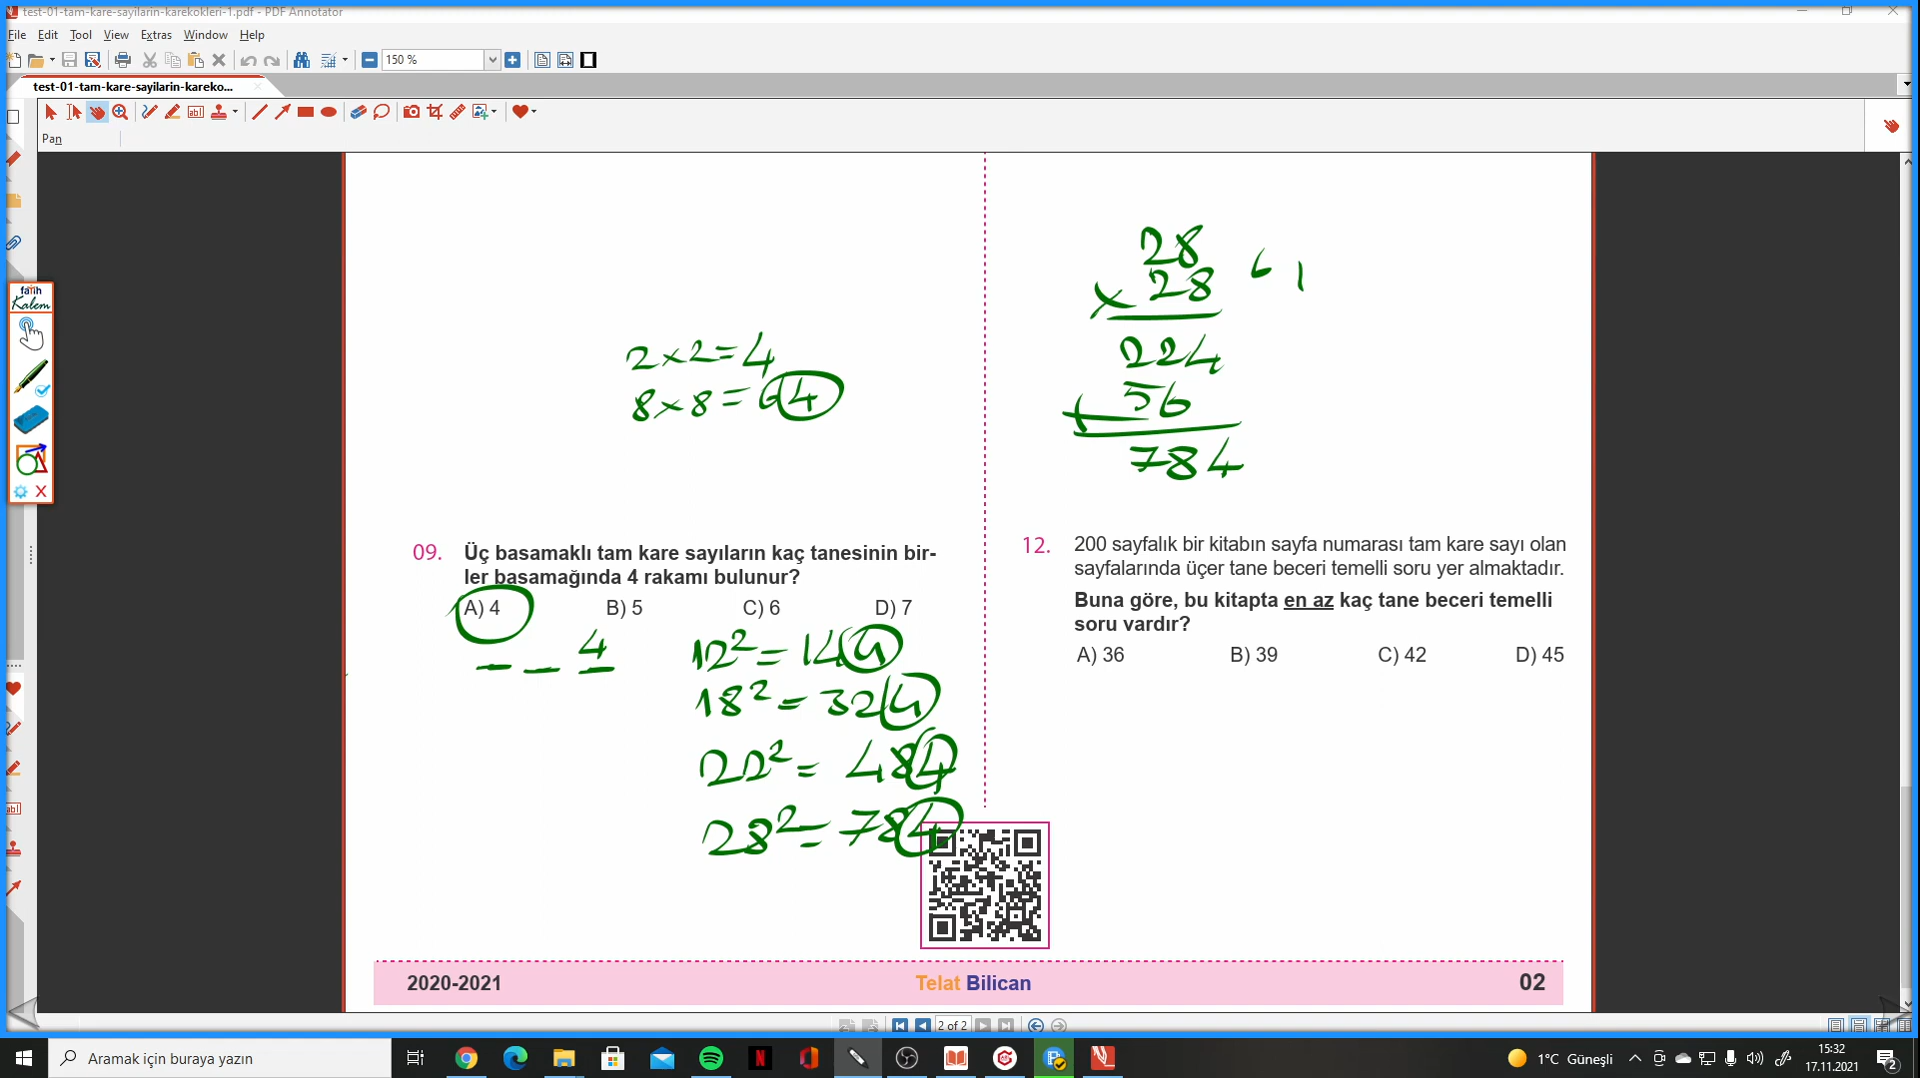 test-01-tam-kare-sayilarin-karekokleri-1.pdf - PDF Annotator
File Edit Tool View Extras Window Help
150 %
test-01-tam-kare-sayilarin-kareko...
Pan
fatih
Kalem
2×2=4
8×8=64
28
× 28
6 1
224
+ 56
784
09. Üç basamaklı tam kare sayıların kaç tanesinin bir-
ler basamağında 4 rakamı bulunur?
A) 4 B) 5 C) 6 D) 7
_ _ 4
12² = 144
18² = 324
22² = 484
28² = 784
12. 200 sayfalık bir kitabın sayfa numarası tam kare sayı olan
sayfalarında üçer tane beceri temelli soru yer almaktadır.
Buna göre, bu kitapta en az kaç tane beceri temelli
soru vardır?
A) 36 B) 39 C) 42 D) 45
2020-2021 Telat Bilican 02
2 of 2
Aramak için buraya yazın
1°C Güneşli
15:32
17.11.2021
2